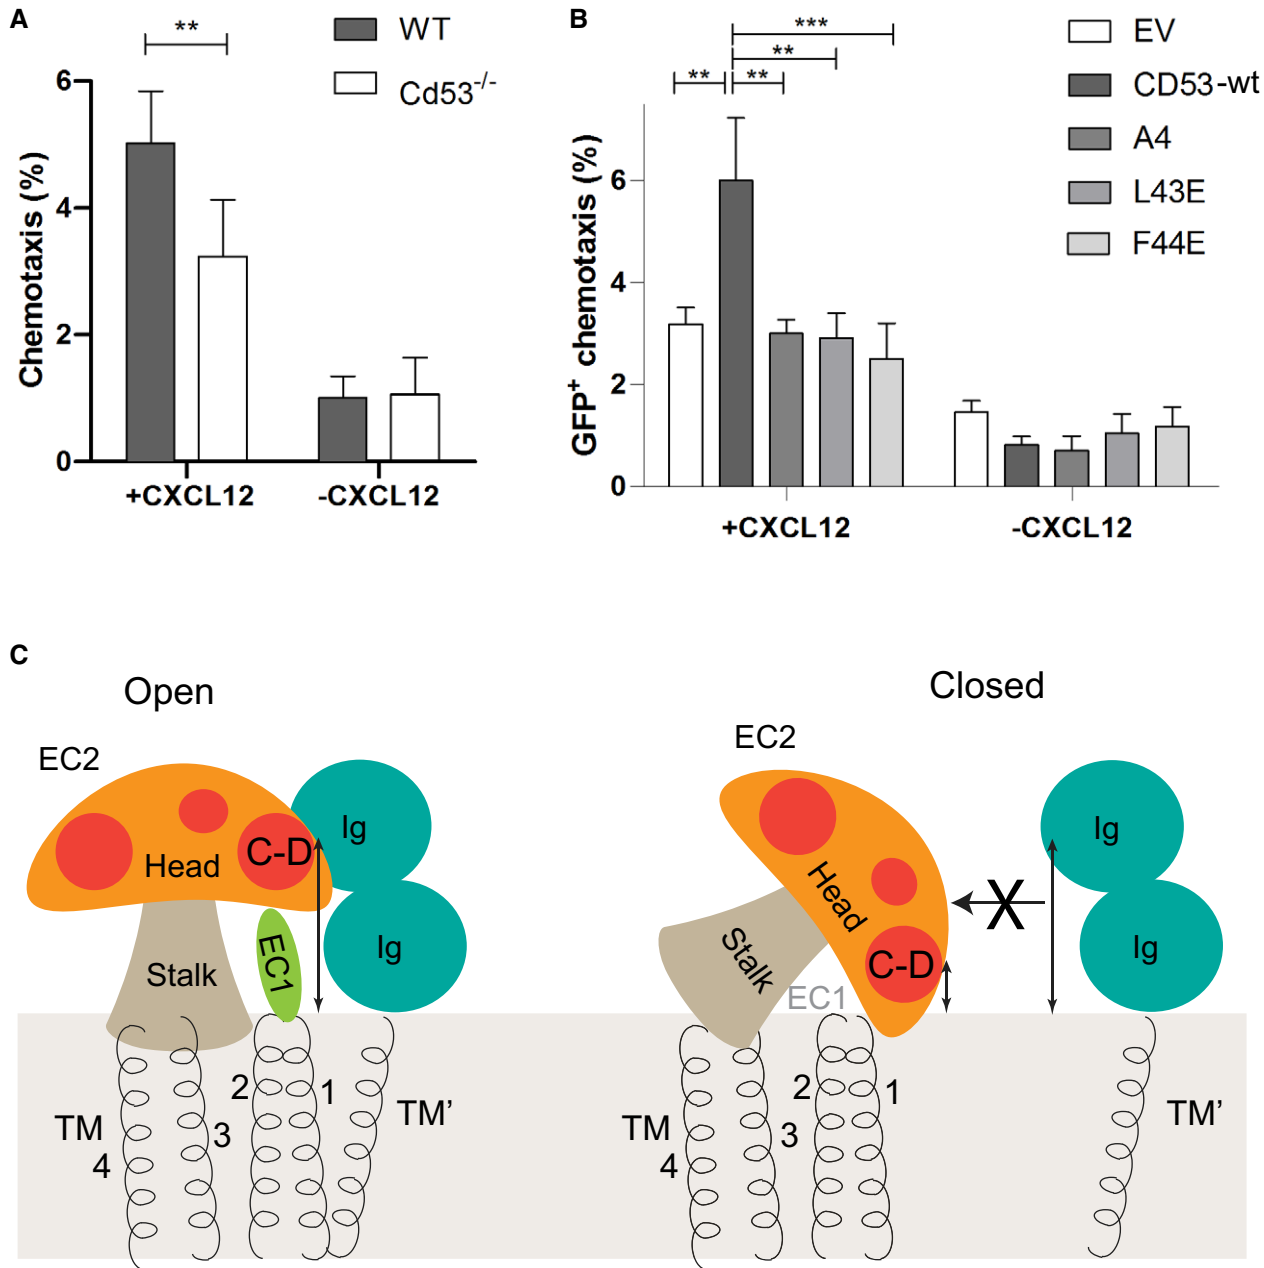 A
**
WT
Cd53-/-
Chemotaxis (%)
6
4
2
0
+CXCL12
-CXCL12
B
***
**
**
**
EV
CD53-wt
A4
L43E
F44E
GFP+ chemotaxis (%)
6
4
2
0
+CXCL12
-CXCL12
C
Open
EC2
Head
C-D
Ig
Ig
Stalk
EC1
TM
4
3
2
1
TM’
Closed
EC2
Head
C-D
Ig
Ig
X
Stalk
EC1
TM
4
3
2
1
TM’